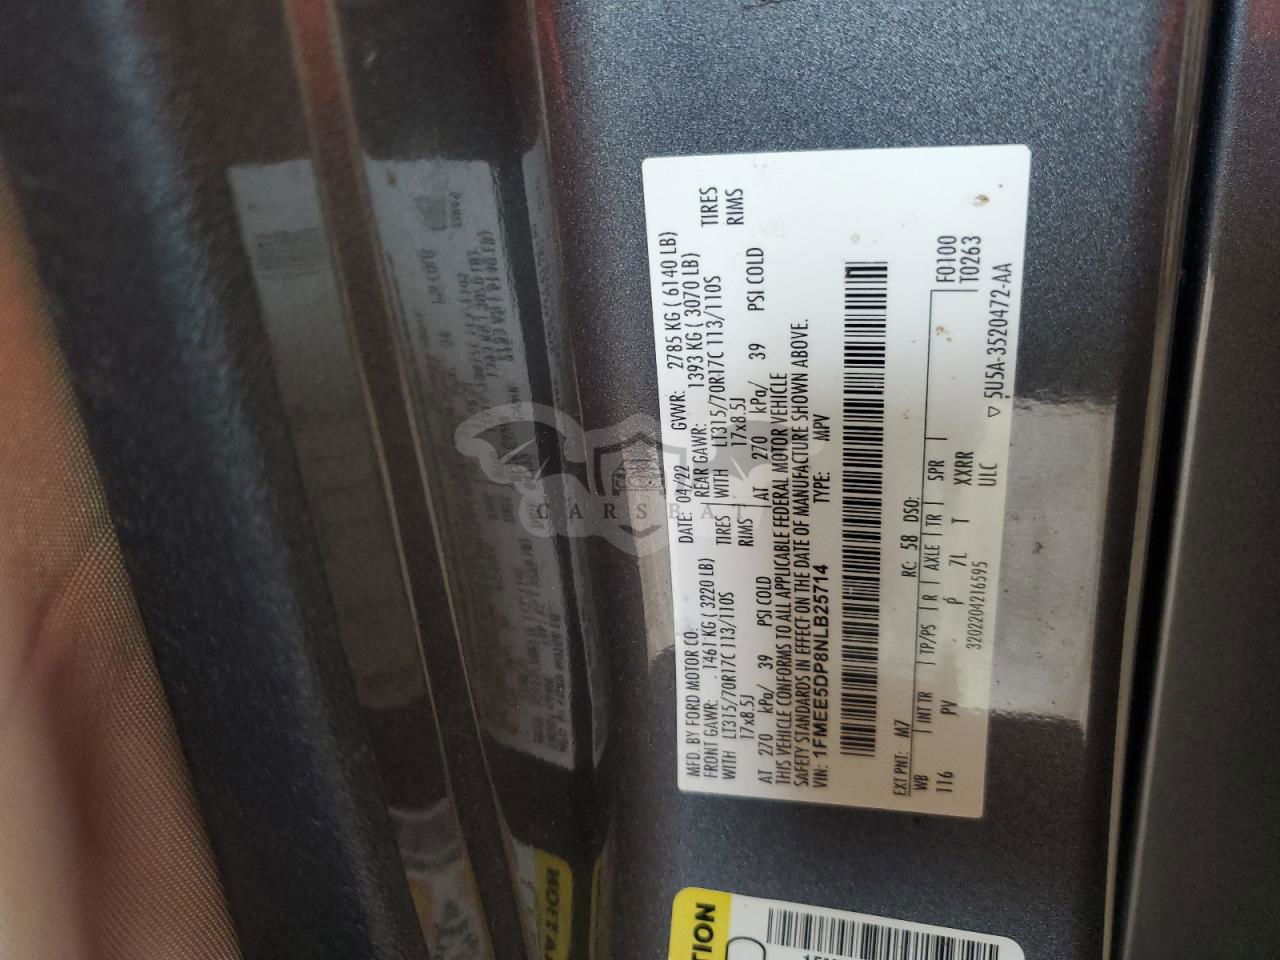 MFD. BY FORD MOTOR CO.
DATE: 04/22 GVWR: 2785 KG ( 6140 LB)
FRONT GAWR: 1461 KG ( 3220 LB)
REAR GAWR: 1393 KG ( 3070 LB)
WITH LT315/70R17C 113/110S TIRES
WITH LT315/70R17C 113/110S TIRES
17x8.5J RIMS
17x8.5J RIMS
AT 270 kPa/ 39 PSI COLD
AT 270 kPa/ 39 PSI COLD
THIS VEHICLE CONFORMS TO ALL APPLICABLE FEDERAL MOTOR VEHICLE
SAFETY STANDARDS IN EFFECT ON THE DATE OF MANUFACTURE SHOWN ABOVE.
VIN: 1FMEE5DP8NLB25714 TYPE: MPV
EXT PNT: M7 RC: 58 DSO: F0100
WB INT TR TP/PS R AXLE TR SPR T0263
116 PV P 7L T XXRR
3202204216595 ULC ▽ 5U5A-3520472-AA
TION
CARSBAT